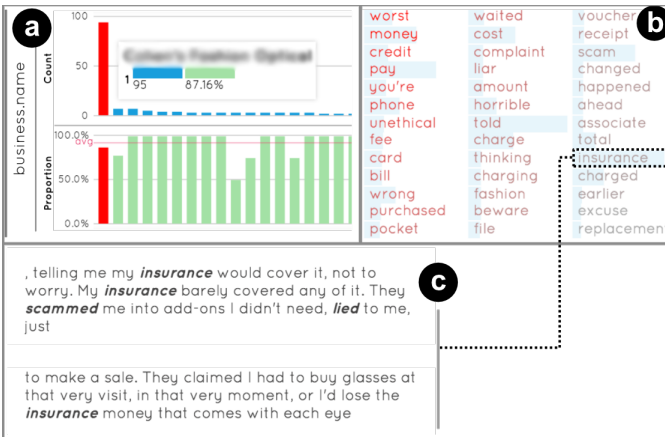 a
business.name
Count
100
50
0
1
95
87.16%
Proportion
100.0%
avg
50.0%
0.0%
b
worst waited voucher
money cost receipt
credit complaint scam
pay liar changed
you're amount happened
phone horrible ahead
unethical told associate
fee charge total
card thinking insurance
bill charging charged
wrong fashion earlier
purchased beware excuse
pocket file replacement
c
, telling me my insurance would cover it, not to
worry. My insurance barely covered any of it. They
scammed me into add-ons I didn't need, lied to me,
just
to make a sale. They claimed I had to buy glasses at
that very visit, in that very moment, or I'd lose the
insurance money that comes with each eye